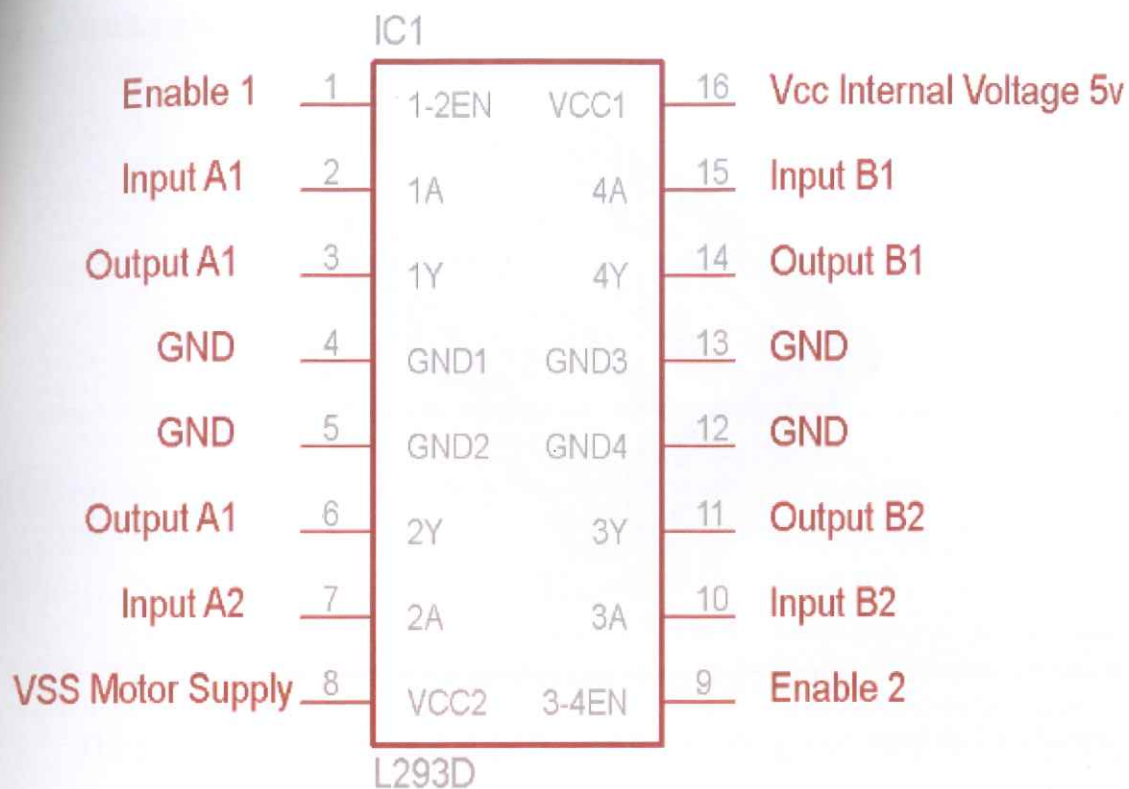 IC1
Enable 1 1 1-2EN VCC1 16 Vcc Internal Voltage 5v
Input A1 2 1A 4A 15 Input B1
Output A1 3 1Y 4Y 14 Output B1
GND 4 GND1 GND3 13 GND
GND 5 GND2 GND4 12 GND
Output A1 6 2Y 3Y 11 Output B2
Input A2 7 2A 3A 10 Input B2
VSS Motor Supply 8 VCC2 3-4EN 9 Enable 2
L293D